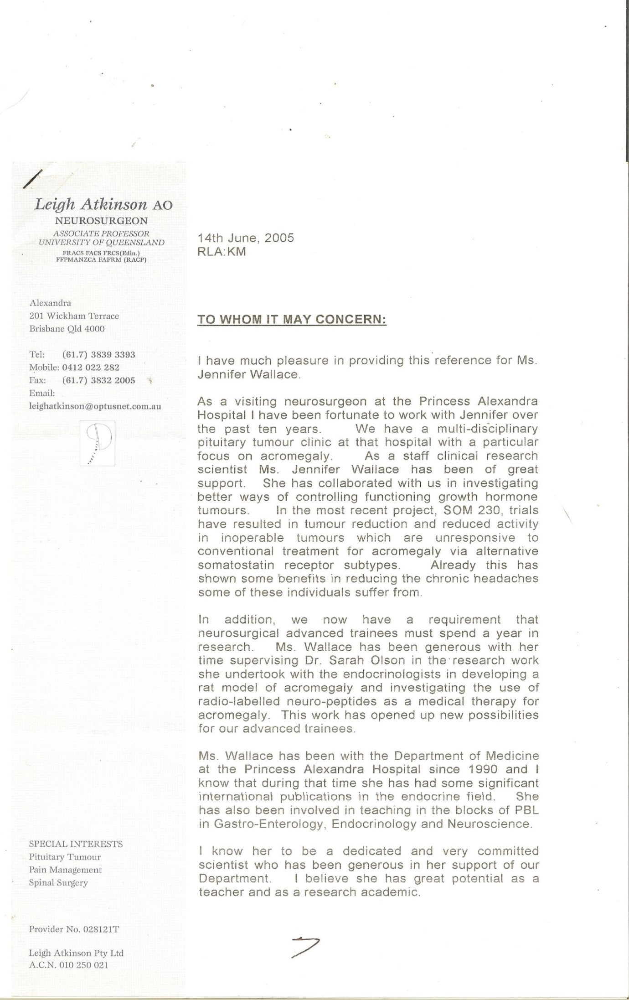 Leigh Atkinson AO
NEUROSURGEON
ASSOCIATE PROFESSOR
UNIVERSITY OF QUEENSLAND
FRACS FACS FRCS(Edin.)
FFPMANZCA FAFRM (RACP)
Alexandra
201 Wickham Terrace
Brisbane Qld 4000
Tel: (61.7) 3839 3393
Mobile: 0412 022 282
Fax: (61.7) 3832 2005
Email:
leighatkinson@optusnet.com.au
SPECIAL INTERESTS
Pituitary Tumour
Pain Management
Spinal Surgery
Provider No. 028121T
Leigh Atkinson Pty Ltd
A.C.N. 010 250 021
14th June, 2005
RLA:KM
TO WHOM IT MAY CONCERN:
I have much pleasure in providing this reference for Ms.
Jennifer Wallace.
As a visiting neurosurgeon at the Princess Alexandra
Hospital I have been fortunate to work with Jennifer over
the past ten years. We have a multi-disciplinary
pituitary tumour clinic at that hospital with a particular
focus on acromegaly. As a staff clinical research
scientist Ms. Jennifer Wallace has been of great
support. She has collaborated with us in investigating
better ways of controlling functioning growth hormone
tumours. In the most recent project, SOM 230, trials
have resulted in tumour reduction and reduced activity
in inoperable tumours which are unresponsive to
conventional treatment for acromegaly via alternative
somatostatin receptor subtypes. Already this has
shown some benefits in reducing the chronic headaches
some of these individuals suffer from.
In addition, we now have a requirement that
neurosurgical advanced trainees must spend a year in
research. Ms. Wallace has been generous with her
time supervising Dr. Sarah Olson in the research work
she undertook with the endocrinologists in developing a
rat model of acromegaly and investigating the use of
radio-labelled neuro-peptides as a medical therapy for
acromegaly. This work has opened up new possibilities
for our advanced trainees.
Ms. Wallace has been with the Department of Medicine
at the Princess Alexandra Hospital since 1990 and I
know that during that time she has had some significant
international publications in the endocrine field. She
has also been involved in teaching in the blocks of PBL
in Gastro-Enterology, Endocrinology and Neuroscience.
I know her to be a dedicated and very committed
scientist who has been generous in her support of our
Department. I believe she has great potential as a
teacher and as a research academic.